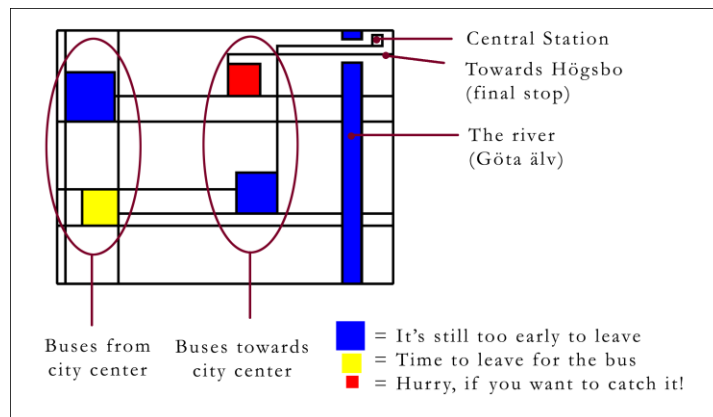 Central Station
Towards Högsbo
(final stop)
The river
(Göta älv)
Buses from
city center
Buses towards
city center
= It's still too early to leave
= Time to leave for the bus
= Hurry, if you want to catch it!